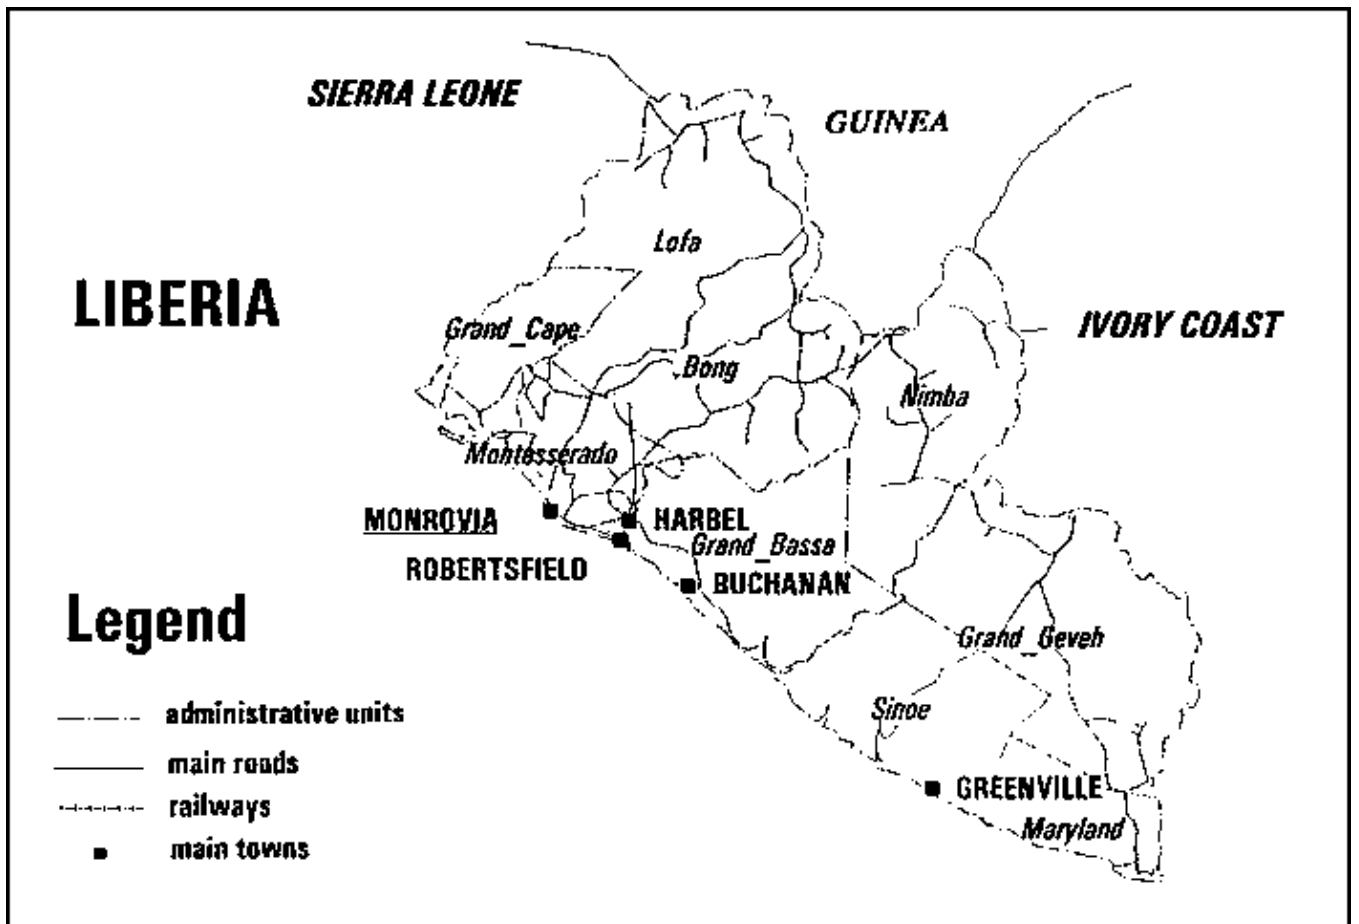 SIERRA LEONE
GUINEA
Lofa
LIBERIA
Grand_Cape
IVORY COAST
Bong
Nimba
Montesserado
MONROVIA
HARBEL
Grand_Bassa
ROBERTSFIELD
BUCHANAN
Legend
Grand_Geveh
Sinoe
administrative units
main roads
railways
main towns
GREENVILLE
Maryland